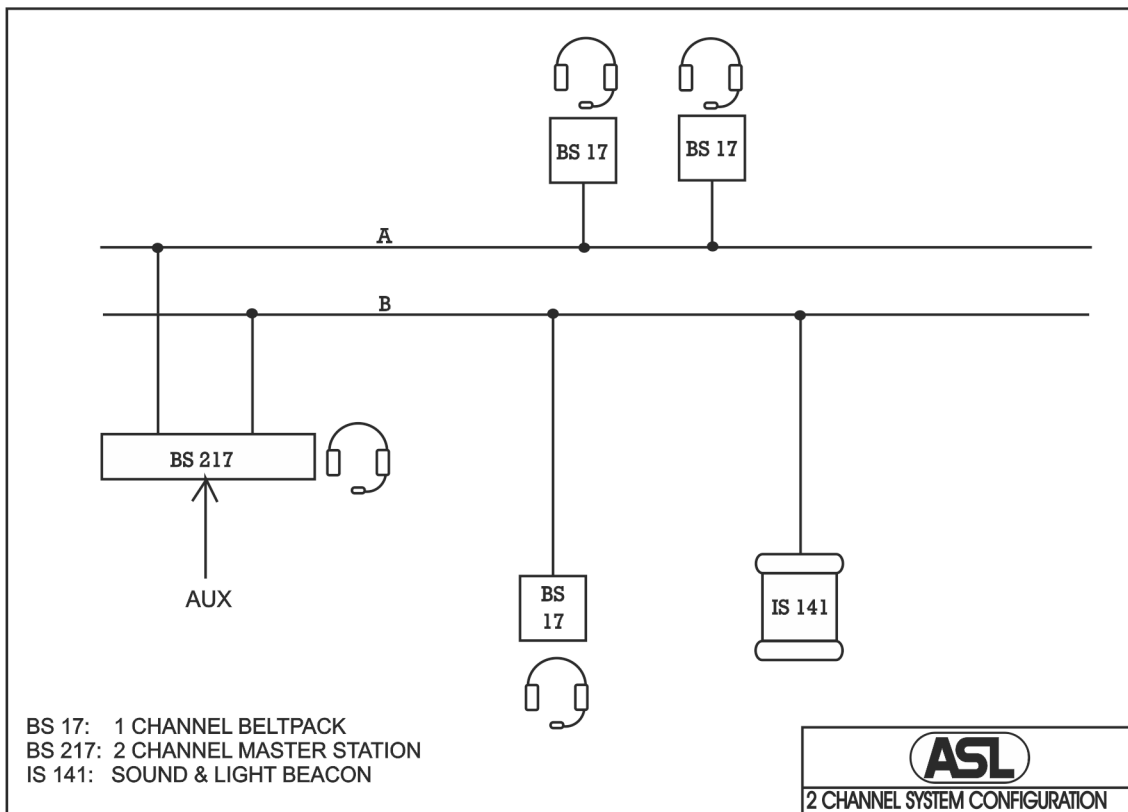 BS 17
BS 17
A
B
BS 217
AUX
BS
17
IS 141
BS 17: 1 CHANNEL BELTPACK
BS 217: 2 CHANNEL MASTER STATION
IS 141: SOUND & LIGHT BEACON
ASL
2 CHANNEL SYSTEM CONFIGURATION